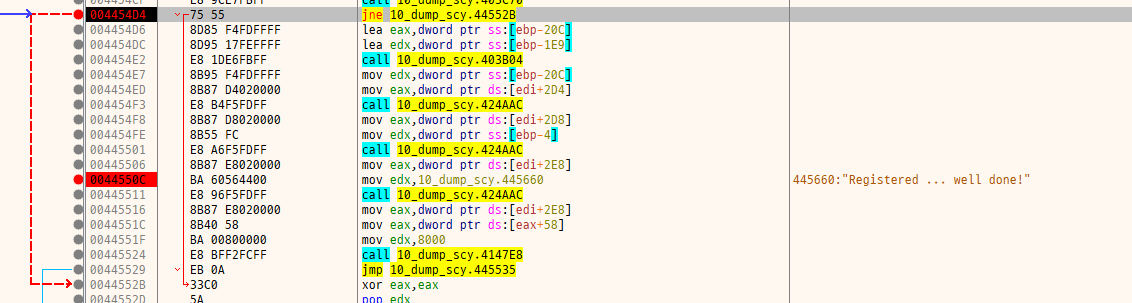 004454D4 75 55 jne 10_dump_scy.44552B
004454D6 8D85 F4FDFFFF lea eax,dword ptr ss:[ebp-20C]
004454DC 8D95 17FEFFFF lea edx,dword ptr ss:[ebp-1E9]
004454E2 E8 1DE6FBFF call 10_dump_scy.403B04
004454E7 8B95 F4FDFFFF mov edx,dword ptr ss:[ebp-20C]
004454ED 8B87 D4020000 mov eax,dword ptr ds:[edi+2D4]
004454F3 E8 B4F5FDFF call 10_dump_scy.424AAC
004454F8 8B87 D8020000 mov eax,dword ptr ds:[edi+2D8]
004454FE 8B55 FC mov edx,dword ptr ss:[ebp-4]
00445501 E8 A6F5FDFF call 10_dump_scy.424AAC
00445506 8B87 E8020000 mov eax,dword ptr ds:[edi+2E8]
0044550C BA 60564400 mov edx,10_dump_scy.445660 445660:"Registered ... well done!"
00445511 E8 96F5FDFF call 10_dump_scy.424AAC
00445516 8B87 E8020000 mov eax,dword ptr ds:[edi+2E8]
0044551C 8B40 58 mov eax,dword ptr ds:[eax+58]
0044551F BA 00800000 mov edx,8000
00445524 E8 BFF2FCFF call 10_dump_scy.4147E8
00445529 EB 0A jmp 10_dump_scy.445535
0044552B 33C0 xor eax,eax
0044552D 5A pop edx